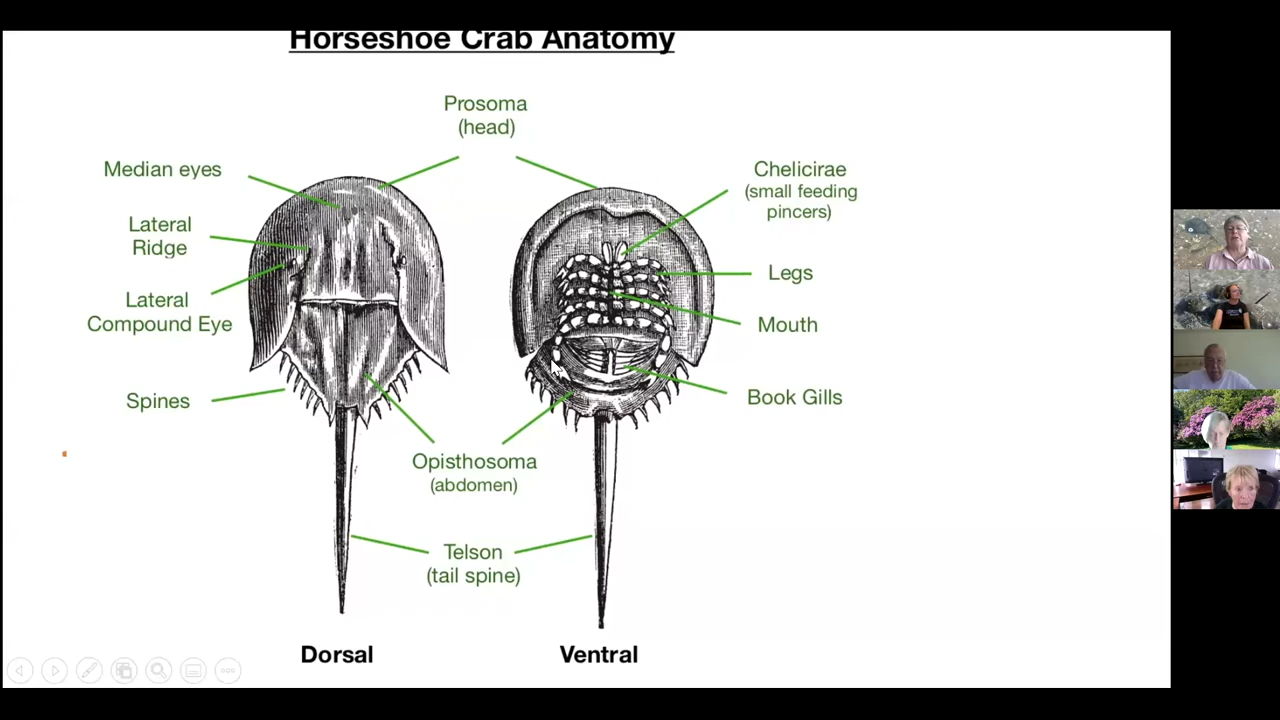 Horseshoe Crab Anatomy
Prosoma
(head)
Median eyes
Chelicirae
(small feeding
pincers)
Lateral
Ridge
Legs
Lateral
Compound Eye
Mouth
Spines
Book Gills
Opisthosoma
(abdomen)
Telson
(tail spine)
Dorsal
Ventral